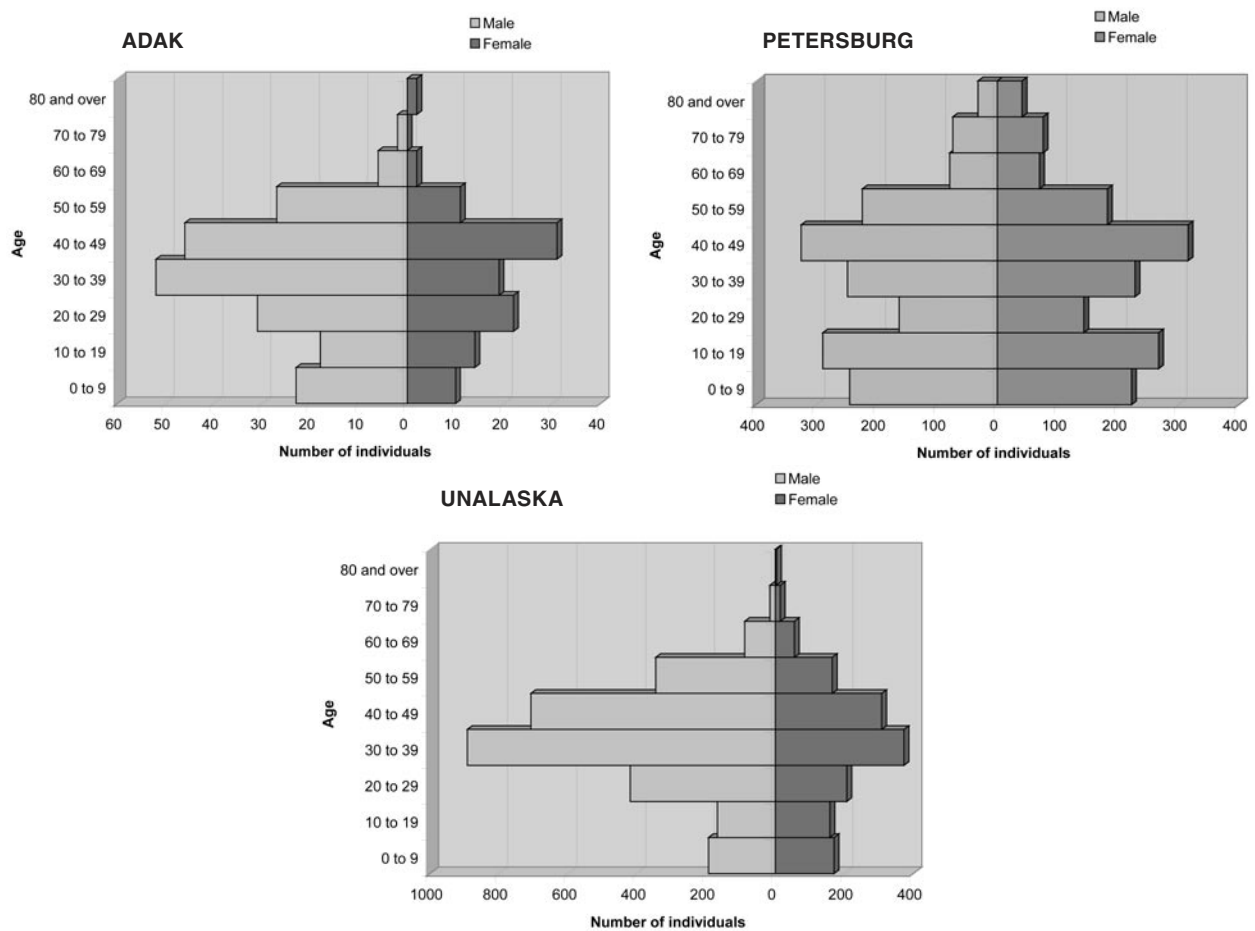 ADAK
Male
Female
80 and over
70 to 79
60 to 69
50 to 59
40 to 49
30 to 39
20 to 29
10 to 19
0 to 9
Age
60 50 40 30 20 10 0 10 20 30 40
Number of individuals
PETERSBURG
Male
Female
80 and over
70 to 79
60 to 69
50 to 59
40 to 49
30 to 39
20 to 29
10 to 19
0 to 9
Age
400 300 200 100 0 100 200 300 400
Number of individuals
UNALASKA
Male
Female
80 and over
70 to 79
60 to 69
50 to 59
40 to 49
30 to 39
20 to 29
10 to 19
0 to 9
Age
1000 800 600 400 200 0 200 400
Number of individuals